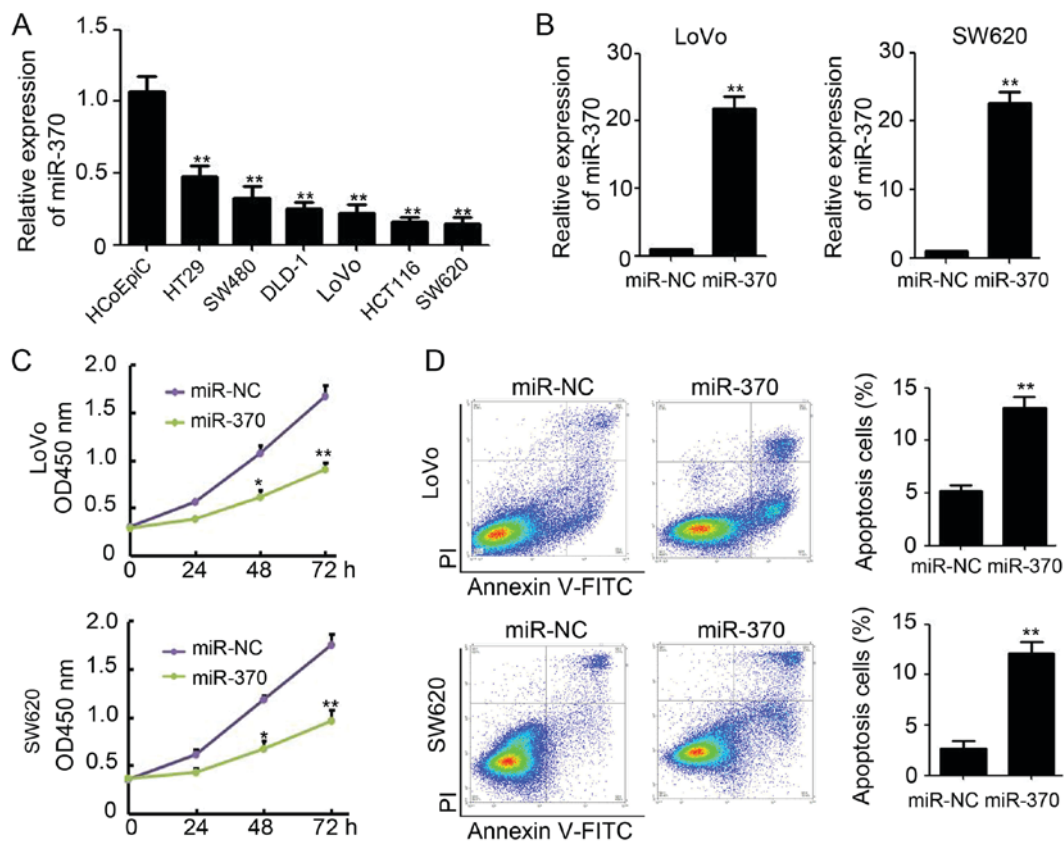 A
Relative expression
of miR-370
1.0
0.5
0
**
**
**
**
**
**
HCoEpiC
HT29
SW480
DLD-1
LoVo
HCT116
SW620
B
LoVo
Realtive expression
of miR-370
30
20
10
0
**
miR-NC miR-370
SW620
Realtive expression
of miR-370
30
20
10
0
**
miR-NC miR-370
C
LoVo
OD450 nm
2.0
1.5
1.0
0.5
0
miR-NC
miR-370
*
**
0 24 48 72 h
SW620
OD450 nm
2.0
1.5
1.0
0.5
0
miR-NC
miR-370
*
**
0 24 48 72 h
D
miR-NC
miR-370
LoVo
PI
Annexin V-FITC
Apoptosis cells (%)
15
10
5
0
**
miR-NC miR-370
miR-NC
miR-370
SW620
PI
Annexin V-FITC
Apoptosis cells (%)
15
10
5
0
**
miR-NC miR-370